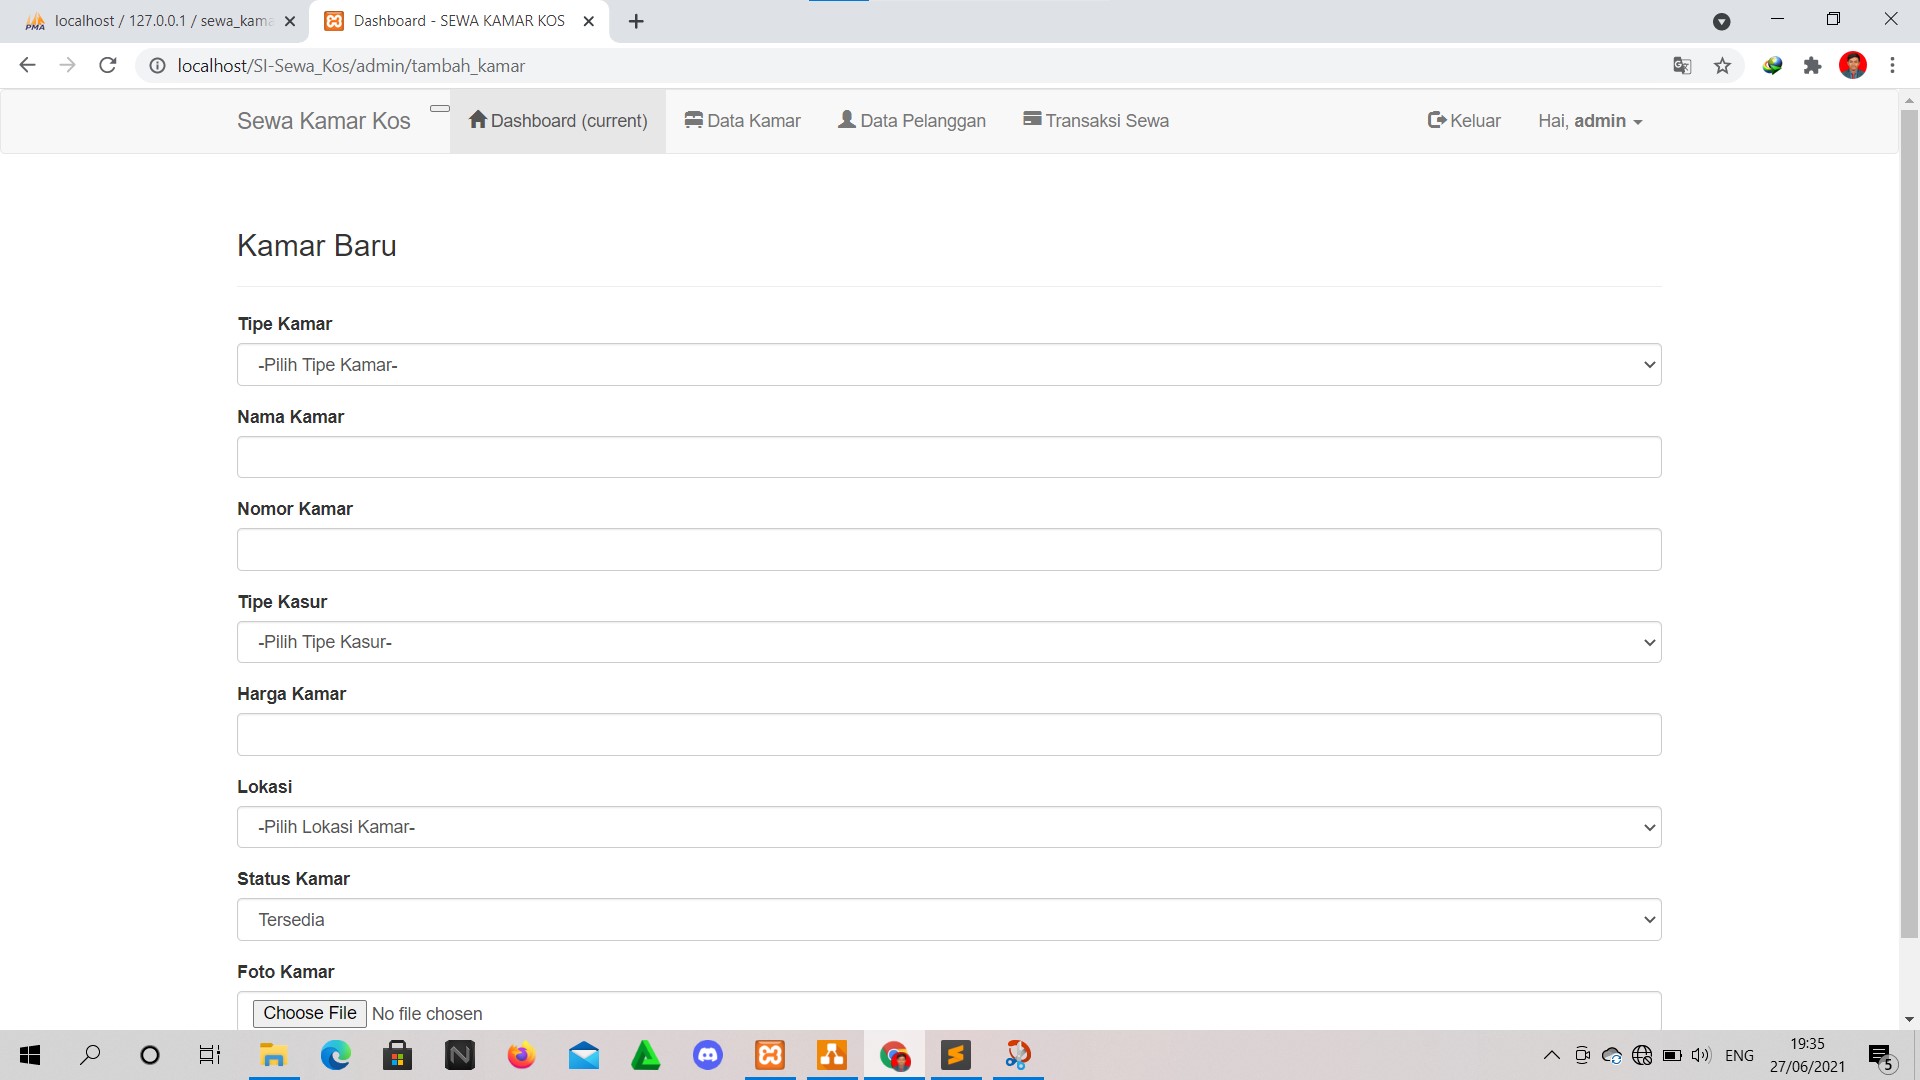 localhost / 127.0.0.1 / sewa_kama
Dashboard - SEWA KAMAR KOS
localhost/SI-Sewa_Kos/admin/tambah_kamar
Sewa Kamar Kos
Dashboard (current)
Data Kamar
Data Pelanggan
Transaksi Sewa
Keluar
Hai, admin
Kamar Baru
Tipe Kamar
-Pilih Tipe Kamar-
Nama Kamar
Nomor Kamar
Tipe Kasur
-Pilih Tipe Kasur-
Harga Kamar
Lokasi
-Pilih Lokasi Kamar-
Status Kamar
Tersedia
Foto Kamar
Choose File No file chosen
ENG
19:35
27/06/2021
5